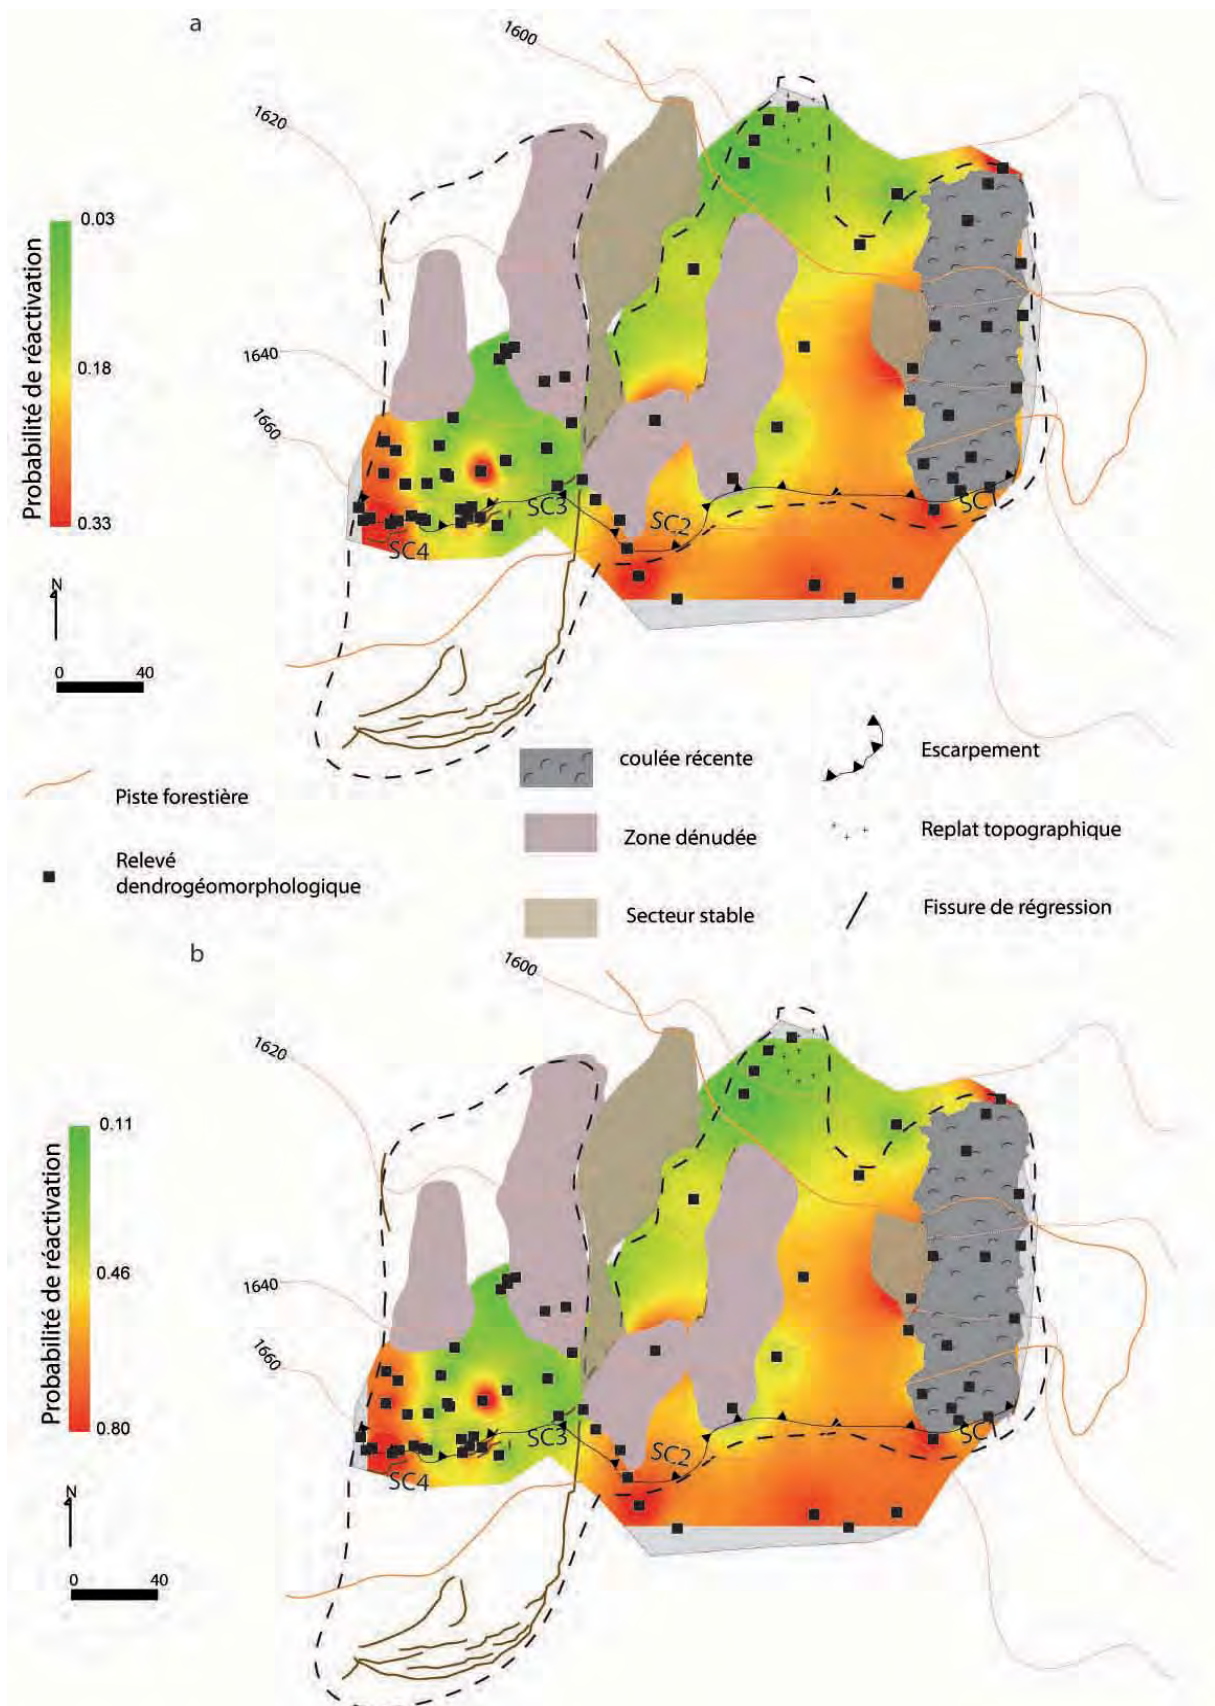 a
1600
1620
0.03
Probabilité de réactivation
0.18
1640
1660
0.33
SC3
SC2
SC1
SC4
N
0 40
coulée récente
Escarpement
Piste forestière
Zone dénudée
Replat topographique
Relevé
dendrogéomorphologique
Secteur stable
Fissure de régression
b
1600
1620
0.11
Probabilité de réactivation
0.46
1640
1660
0.80
SC3
SC2
SC1
SC4
N
0 40